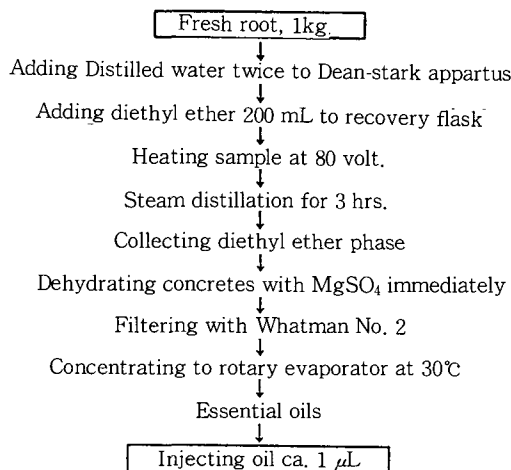 Fresh root, 1kg.
Adding Distilled water twice to Dean-stark appartus
Adding diethyl ether 200 mL to recovery flask
Heating sample at 80 volt.
Steam distillation for 3 hrs.
Collecting diethyl ether phase
Dehydrating concretes with MgSO₄ immediately
Filtering with Whatman No. 2
Concentrating to rotary evaporator at 30℃
Essential oils
Injecting oil ca. 1 μL